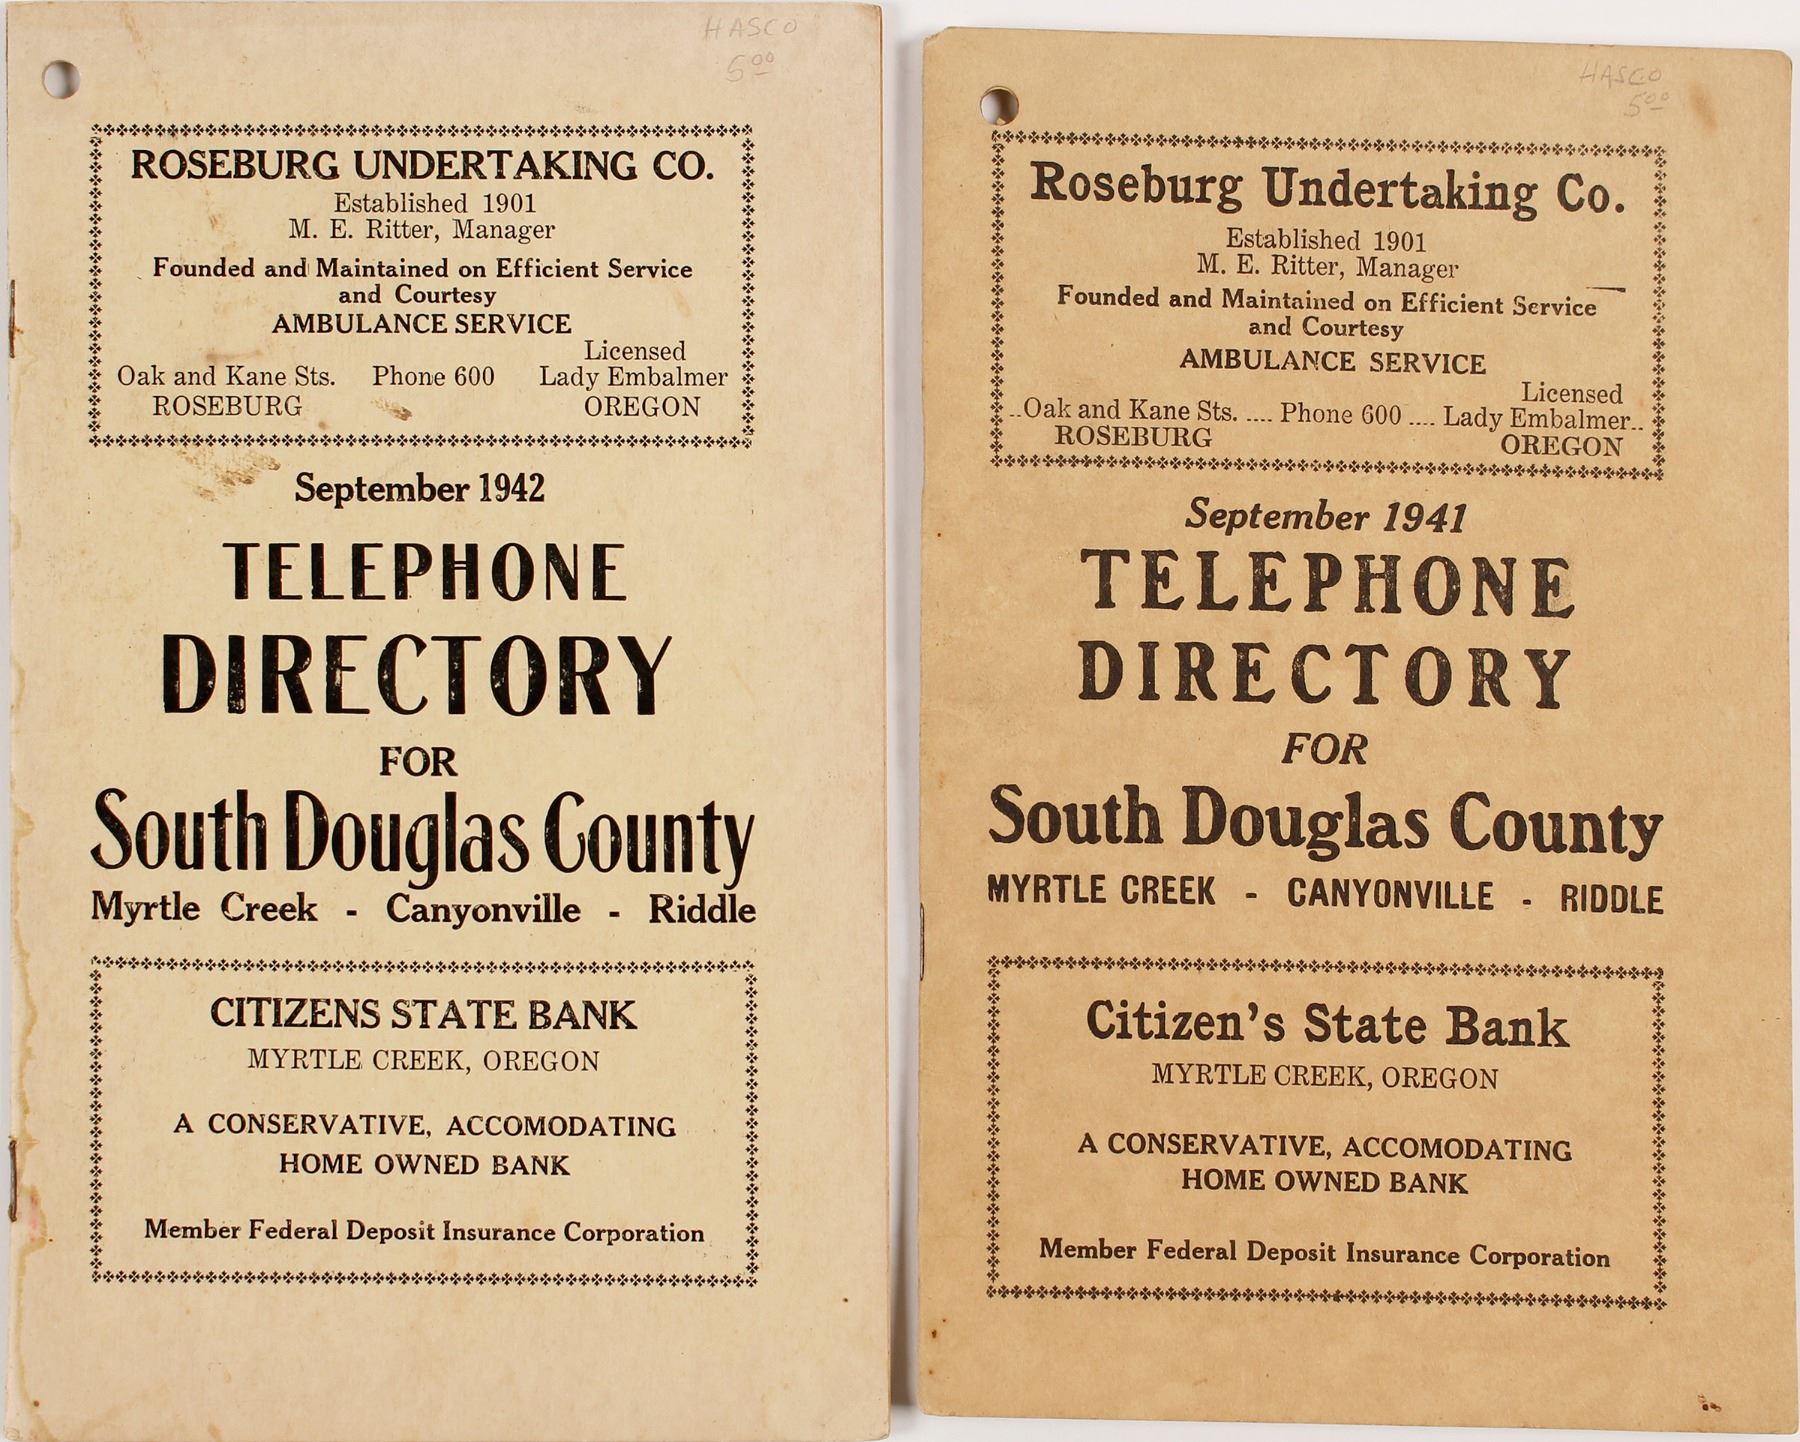 HASCO
5.00
ROSEBURG UNDERTAKING CO.
Established 1901
M. E. Ritter, Manager
Founded and Maintained on Efficient Service
and Courtesy
AMBULANCE SERVICE
Licensed
Oak and Kane Sts. Phone 600 Lady Embalmer
ROSEBURG OREGON
September 1942
TELEPHONE
DIRECTORY
FOR
South Douglas County
Myrtle Creek - Canyonville - Riddle
CITIZENS STATE BANK
MYRTLE CREEK, OREGON
A CONSERVATIVE, ACCOMODATING
HOME OWNED BANK
Member Federal Deposit Insurance Corporation
HASCO
5.00
Roseburg Undertaking Co.
Established 1901
M. E. Ritter, Manager
Founded and Maintained on Efficient Service
and Courtesy
AMBULANCE SERVICE
Licensed
..Oak and Kane Sts. .... Phone 600 .... Lady Embalmer..
ROSEBURG OREGON
September 1941
TELEPHONE
DIRECTORY
FOR
South Douglas County
MYRTLE CREEK - CANYONVILLE - RIDDLE
Citizen's State Bank
MYRTLE CREEK, OREGON
A CONSERVATIVE, ACCOMODATING
HOME OWNED BANK
Member Federal Deposit Insurance Corporation